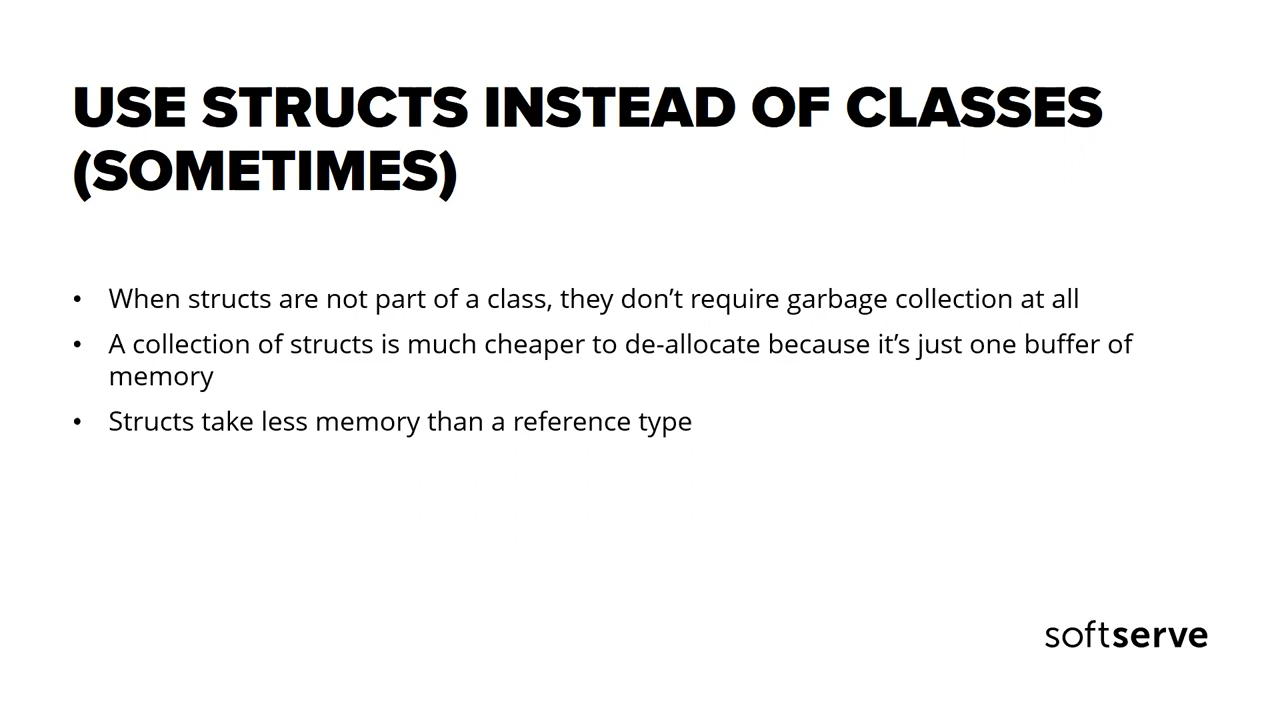 USE STRUCTS INSTEAD OF CLASSES
(SOMETIMES)
• When structs are not part of a class, they don’t require garbage collection at all
• A collection of structs is much cheaper to de-allocate because it’s just one buffer of
memory
• Structs take less memory than a reference type
softserve